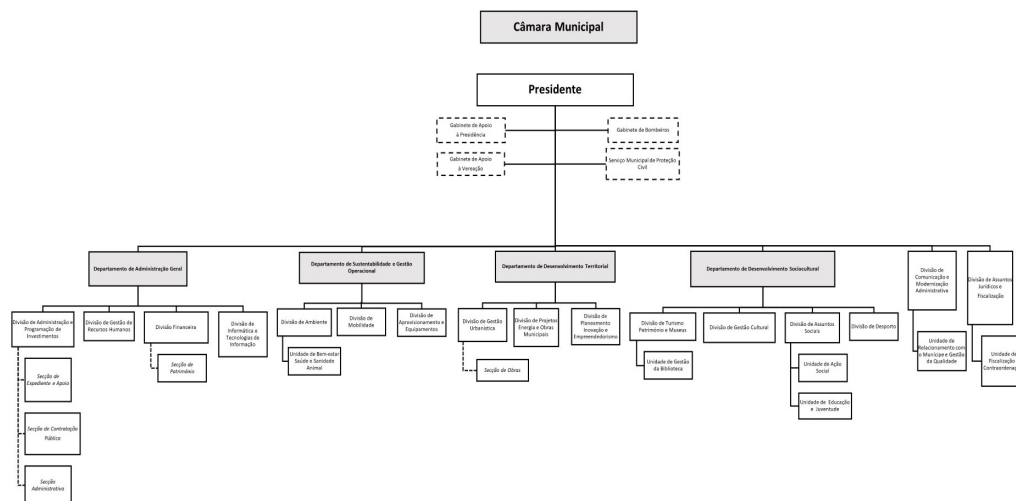 Câmara Municipal
Presidente
Gabinete de Apoio
à Presidência
Gabinete de Bombeiros
Gabinete de Apoio
à Vereação
Serviço Municipal de Proteção
Civil
Departamento de Administração Geral
Departamento de Sustentabilidade e Gestão
Operacional
Departamento de Desenvolvimento Territorial
Departamento de Desenvolvimento Sociocultural
Divisão de
Comunicação e
Modernização
Administrativa
Divisão de Assuntos
Jurídicos e
Fiscalização
Divisão de Administração e
Programação de
Investimentos
Divisão de Gestão de
Recursos Humanos
Divisão Financeira
Divisão de
Informática e
Tecnologias de
Informação
Divisão de Ambiente
Divisão de
Mobilidade
Divisão de
Aprovisionamento e
Equipamentos
Divisão de Gestão
Urbanística
Divisão de Projetos
Energia e Obras
Municipais
Divisão de
Planeamento
Inovação e
Empreendedorismo
Divisão de Turismo
Património e Museus
Divisão de Gestão Cultural
Divisão de Assuntos
Sociais
Divisão de Desporto
Secção de
Expediente e Apoio
Secção de
Património
Unidade de Bem-estar
Saúde e Sanidade
Animal
Secção de Obras
Unidade de Gestão
da Biblioteca
Unidade de Ação
Social
Unidade de
Relacionamento com
o Munícipe e Gestão
da Qualidade
Unidade de
Fiscalização
Contraordenaç
Secção de Contratação
Pública
Unidade de Educação
e Juventude
Secção
Administrativa